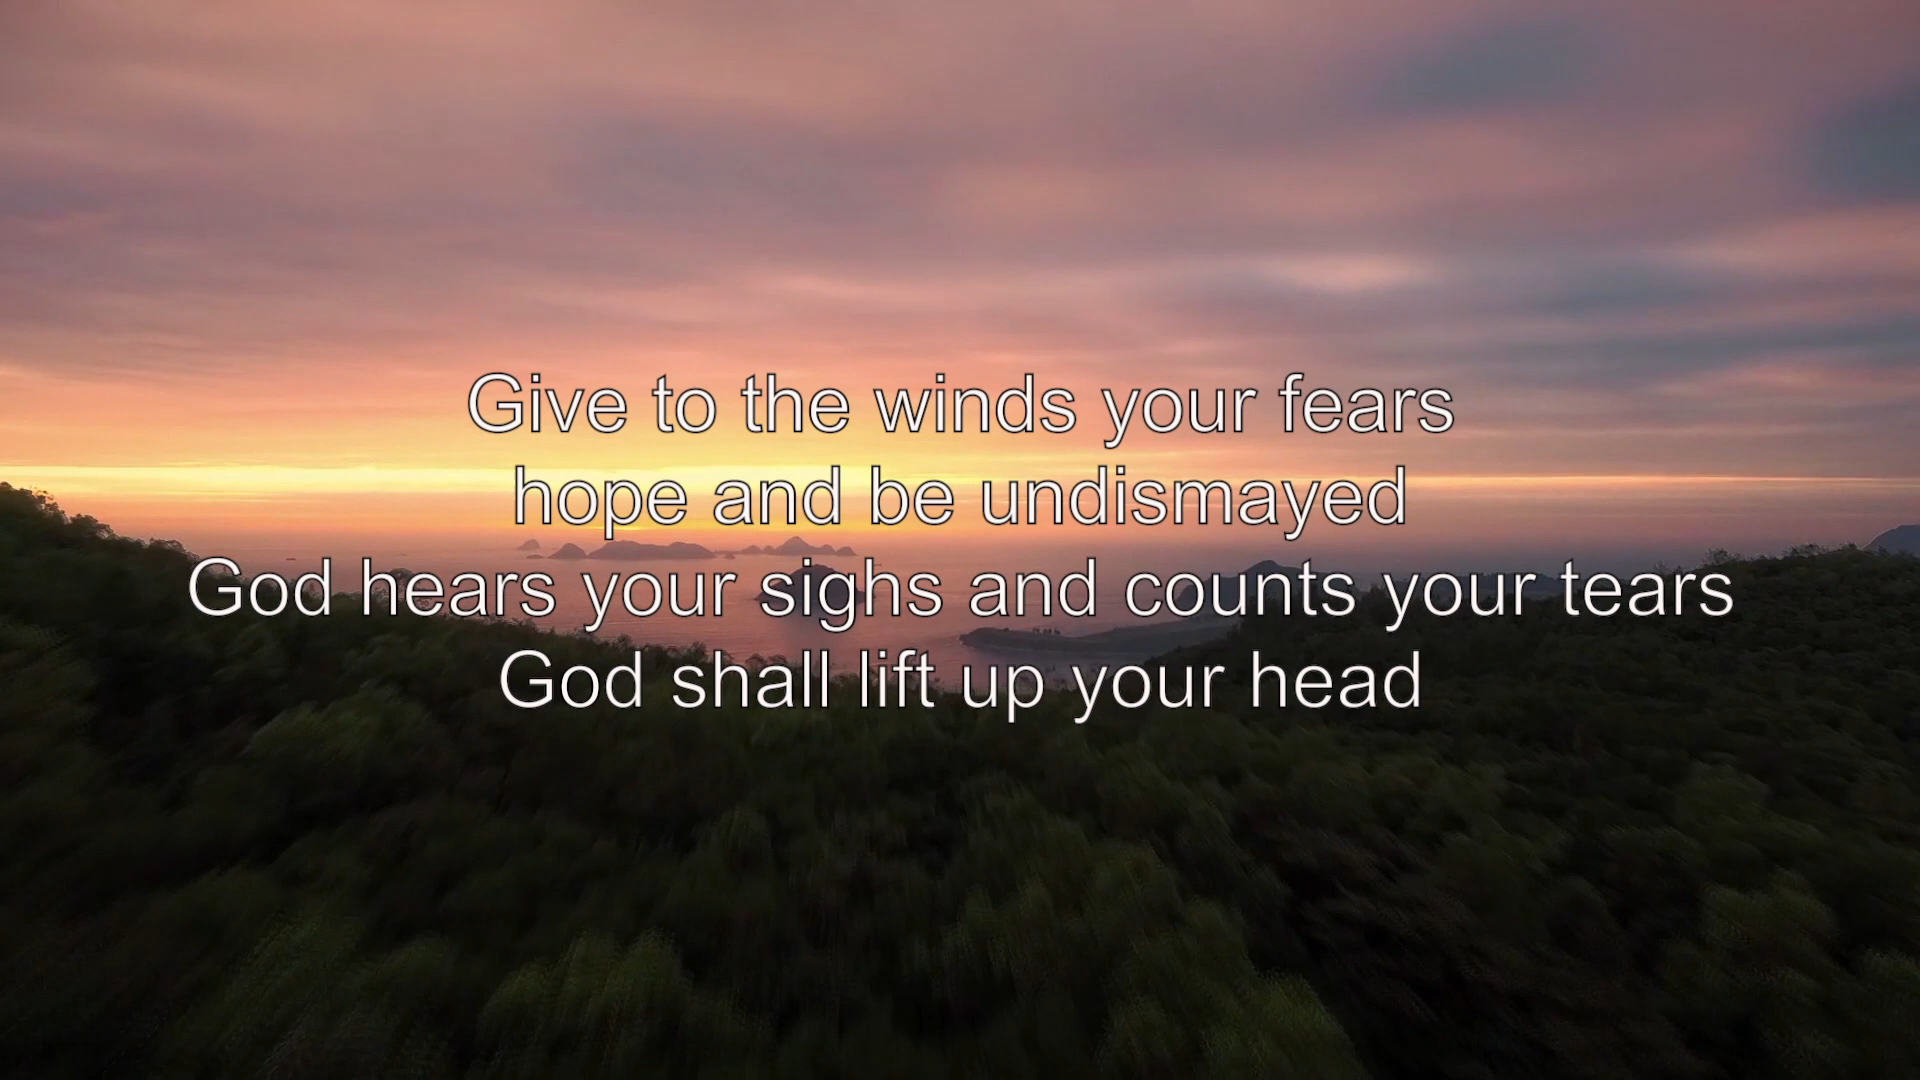 Give to the winds your fears
hope and be undismayed
God hears your sighs and counts your tears
God shall lift up your head